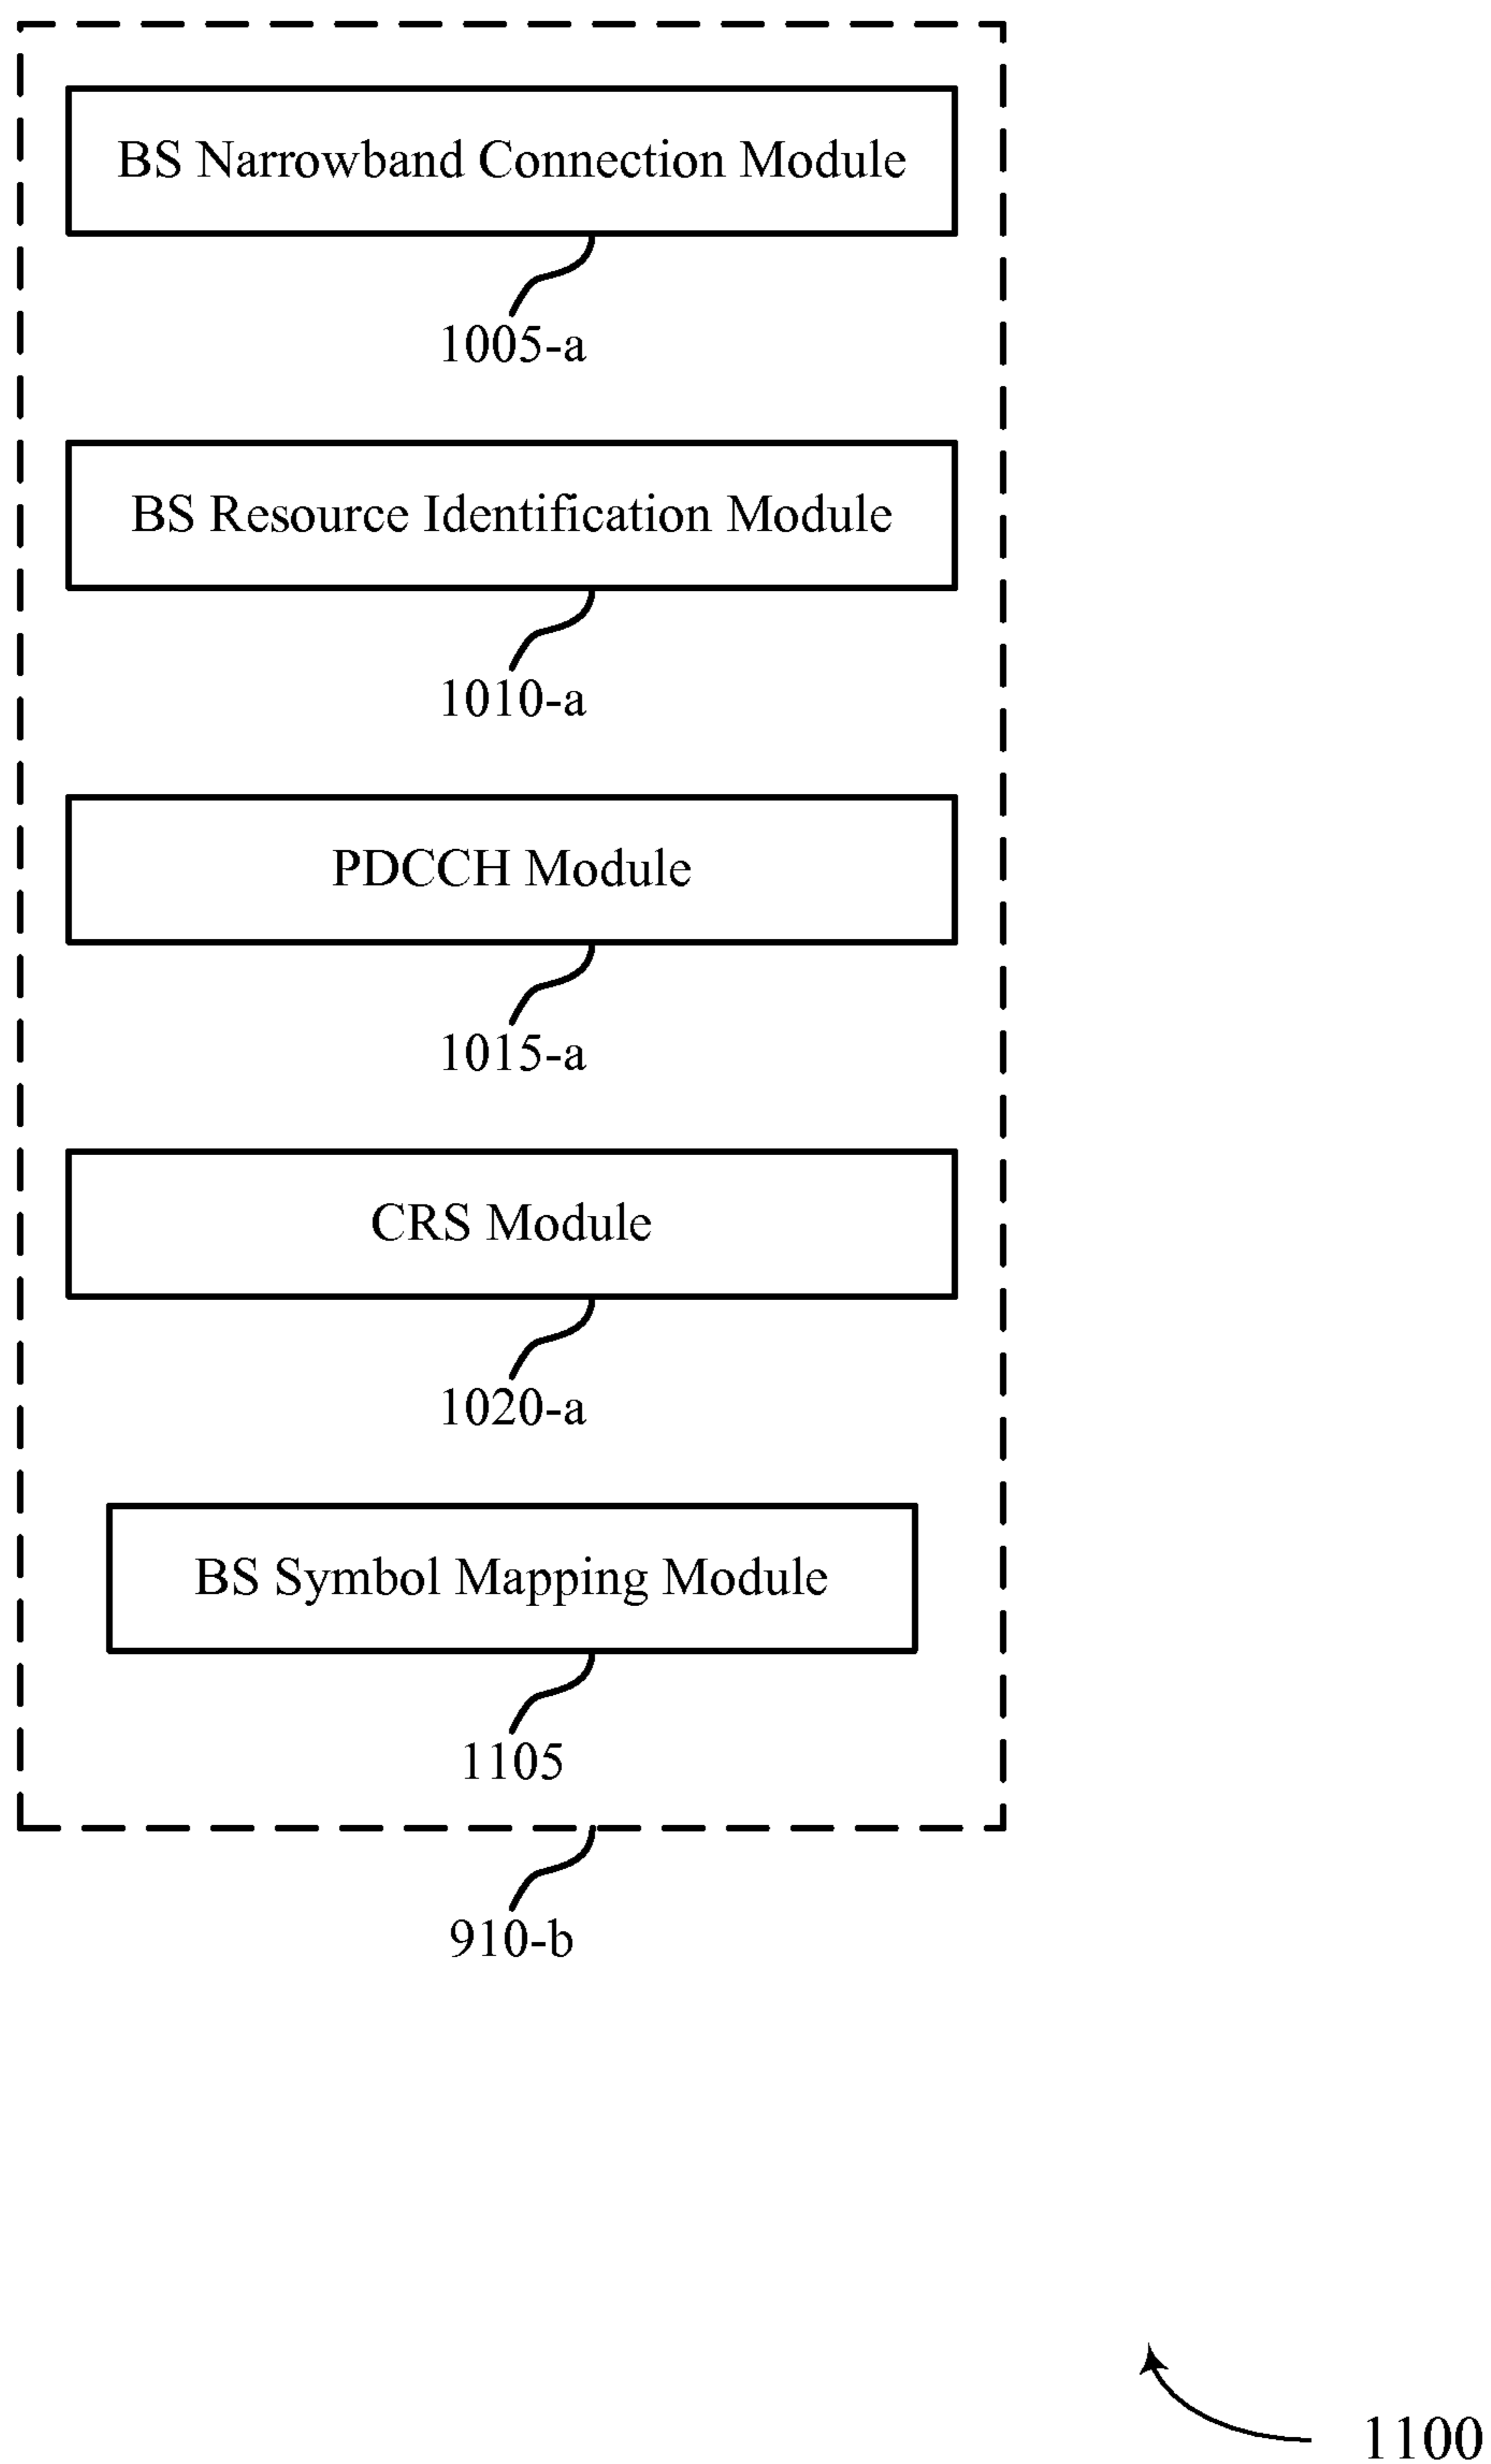 BS Narrowband Connection Module
1005-a
BS Resource Identification Module
1010-a
PDCCH Module
1015-a
CRS Module
1020-a
BS Symbol Mapping Module
1105
910-b
1100